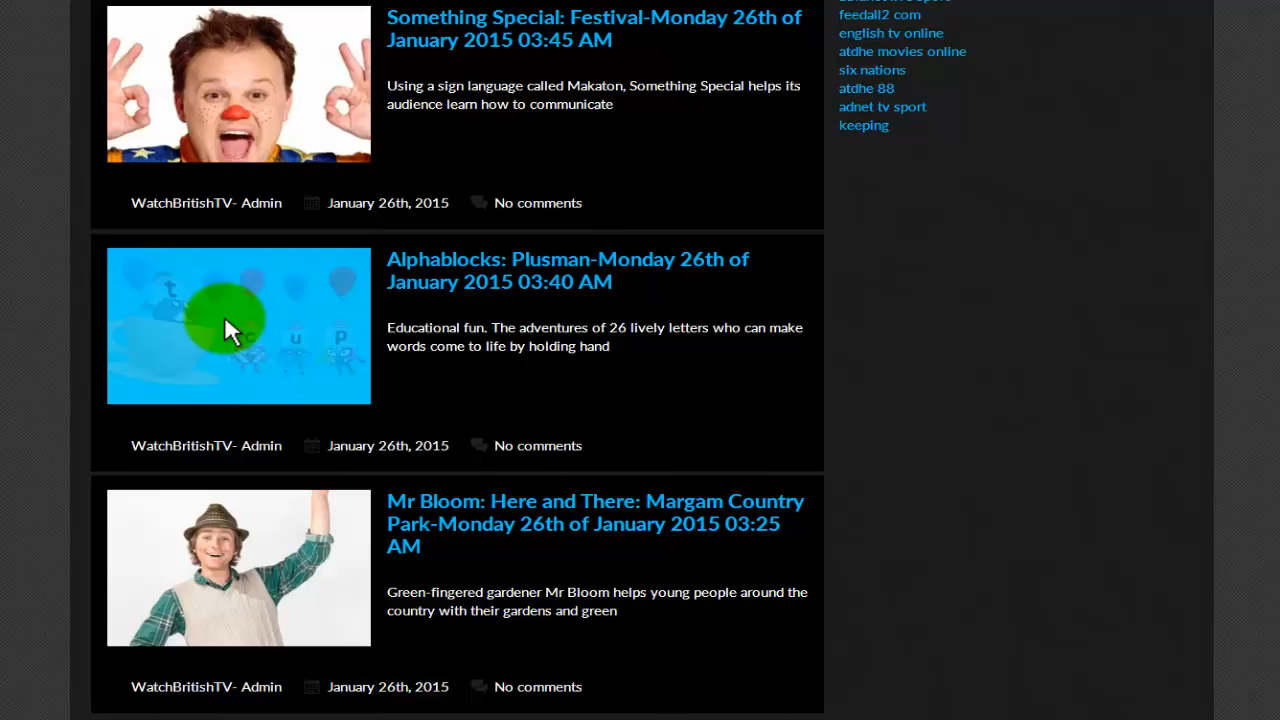 Something Special: Festival-Monday 26th of
January 2015 03:45 AM
Using a sign language called Makaton, Something Special helps its
audience learn how to communicate
WatchBritishTV- Admin January 26th, 2015 No comments
Alphablocks: Plusman-Monday 26th of
January 2015 03:40 AM
t
c u p
Educational fun. The adventures of 26 lively letters who can make
words come to life by holding hand
WatchBritishTV- Admin January 26th, 2015 No comments
Mr Bloom: Here and There: Margam Country
Park-Monday 26th of January 2015 03:25
AM
Green-fingered gardener Mr Bloom helps young people around the
country with their gardens and green
WatchBritishTV- Admin January 26th, 2015 No comments
feedall2 com
english tv online
atdhe movies online
six nations
atdhe 88
adnet tv sport
keeping